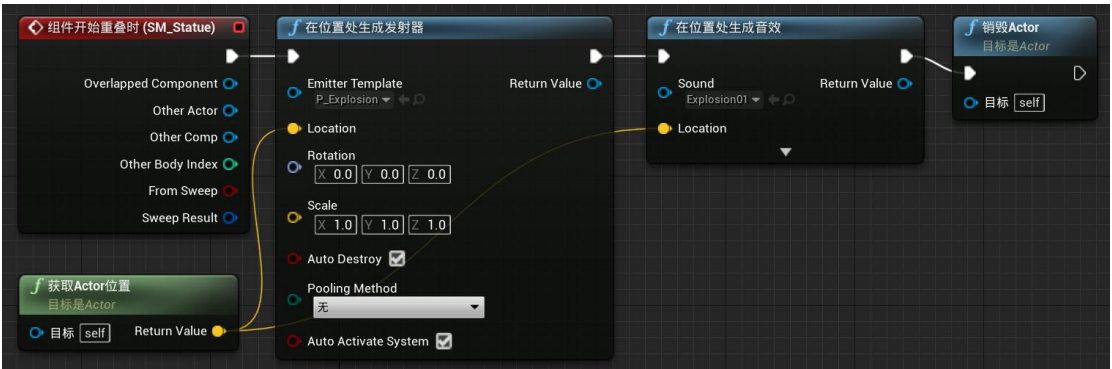 组件开始重叠时 (SM_Statue)
Overlapped Component
Other Actor
Other Comp
Other Body Index
From Sweep
Sweep Result
f 获取Actor位置
目标是Actor
目标 self Return Value
f 在位置处生成发射器
Emitter Template Return Value
P_Explosion
Location
Rotation
X 0.0 Y 0.0 Z 0.0
Scale
X 1.0 Y 1.0 Z 1.0
Auto Destroy
Pooling Method
无
Auto Activate System
f 在位置处生成音效
Sound Return Value
Explosion01
Location
f 销毁Actor
目标是Actor
目标 self